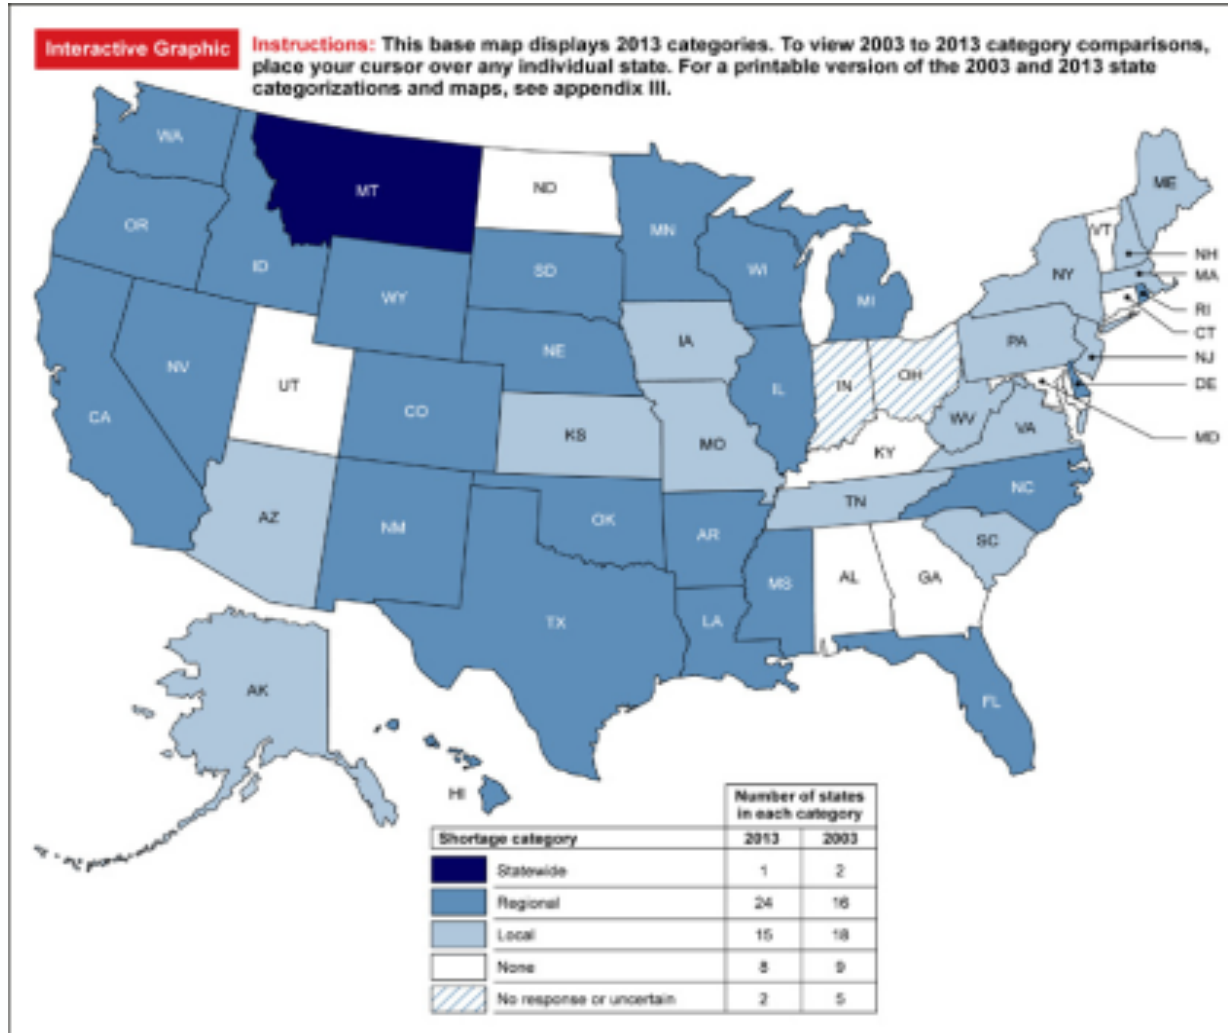 Interactive Graphic
Instructions: This base map displays 2013 categories. To view 2003 to 2013 category comparisons,
place your cursor over any individual state. For a printable version of the 2003 and 2013 state
categorizations and maps, see appendix III.
WA
MT
ND
ME
OR
MN
VT
ID
SD
WI
NY
NH
MA
WY
MI
RI
CT
NE
IA
PA
NJ
NV
UT
IL
IN
OH
DE
CA
CO
KS
MO
WV
VA
MD
KY
AZ
NM
OK
AR
TN
NC
SC
MS
AL
GA
TX
LA
AK
FL
HI
Number of states
in each category
Shortage category 2013 2003
Statewide 1 2
Regional 24 16
Local 15 18
None 8 9
No response or uncertain 2 5